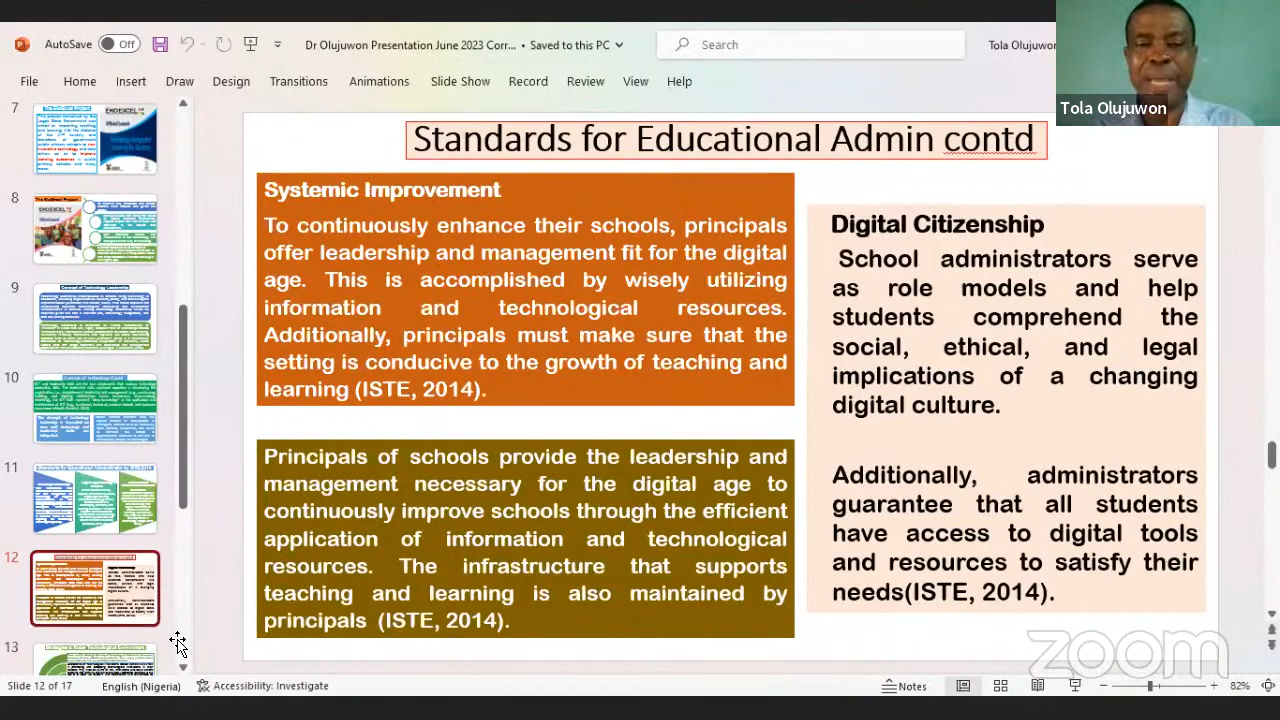 AutoSave Off Dr Olujuwon Presentation June 2023 Corr... • Saved to this PC Search Tola Olujuwon
File Home Insert Draw Design Transitions Animations Slide Show Record Review View Help
Tola Olujuwon
7
8
9
10
11
12
13
Standards for Educational Admin contd
Systemic Improvement
To continuously enhance their schools, principals
offer leadership and management fit for the digital
age. This is accomplished by wisely utilizing
information and technological resources.
Additionally, principals must make sure that the
setting is conducive to the growth of teaching and
learning (ISTE, 2014).
Principals of schools provide the leadership and
management necessary for the digital age to
continuously improve schools through the efficient
application of information and technological
resources. The infrastructure that supports
teaching and learning is also maintained by
principals (ISTE, 2014).
Digital Citizenship
School administrators serve
as role models and help
students comprehend the
social, ethical, and legal
implications of a changing
digital culture.
Additionally, administrators
guarantee that all students
have access to digital tools
and resources to satisfy their
needs(ISTE, 2014).
zoom
Slide 12 of 17 English (Nigeria) Accessibility: Investigate Notes 82%